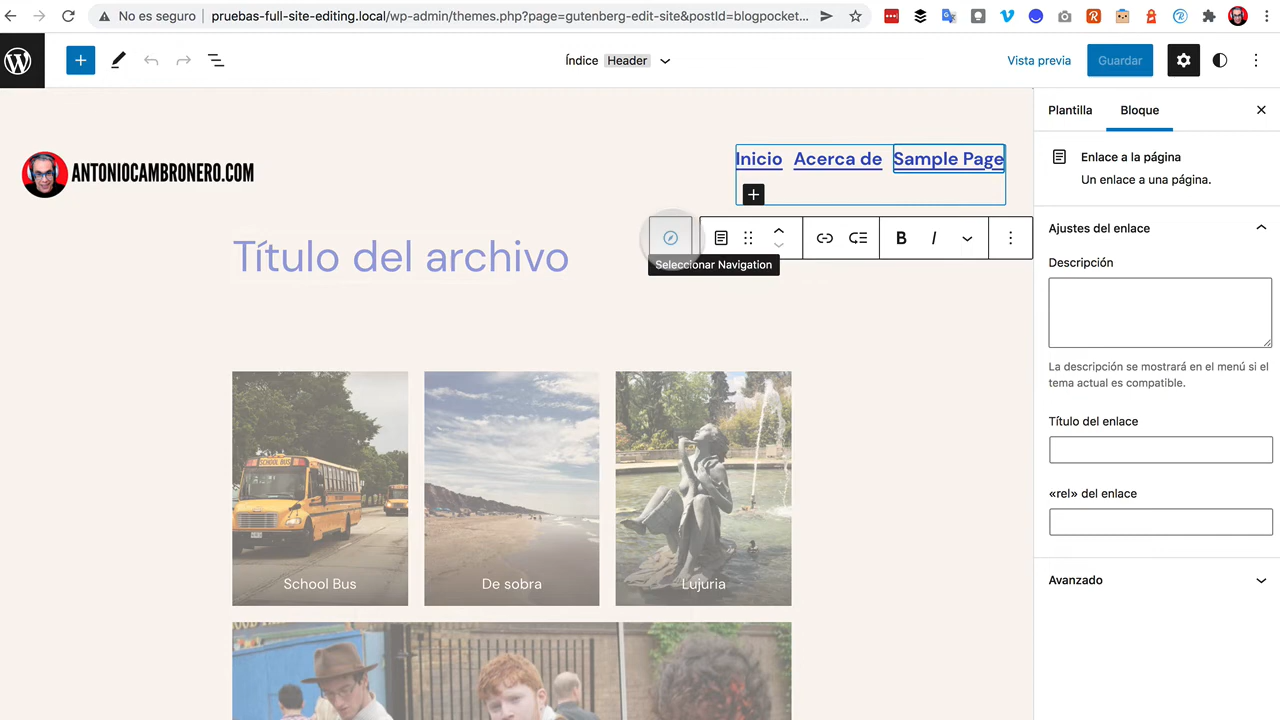 No es seguro
pruebas-full-site-editing.local/wp-admin/themes.php?page=gutenberg-edit-site&postId=blogpocket...
Índice Header
Vista previa
Guardar
Plantilla
Bloque
ANTONIOCAMBRONERO.COM
Inicio
Acerca de
Sample Page
Enlace a la página
Un enlace a una página.
Ajustes del enlace
B I
Seleccionar Navigation
Título del archivo
Descripción
La descripción se mostrará en el menú si el
tema actual es compatible.
Título del enlace
«rel» del enlace
Avanzado
SCHOOL BUS
School Bus
De sobra
Lujuria